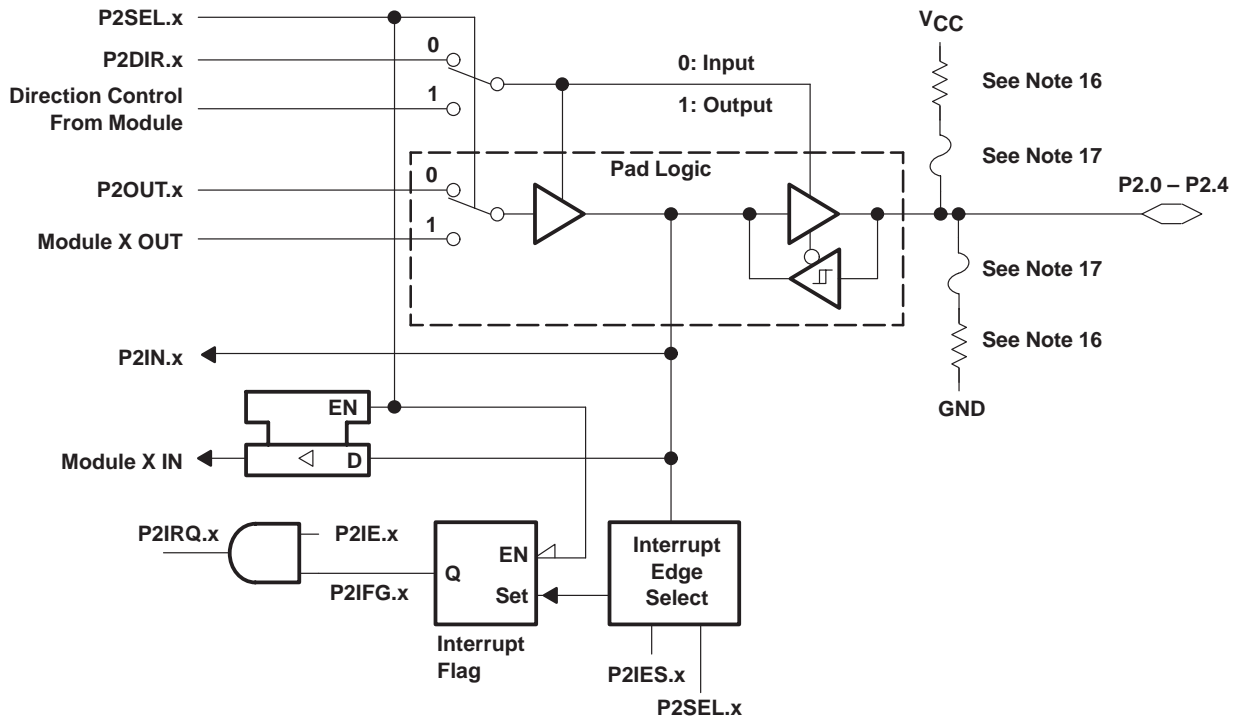 P2SEL.x
VCC
P2DIR.x
0
0: Input
See Note 16
Direction Control
From Module
1
1: Output
Pad Logic
See Note 17
P2.0 – P2.4
P2OUT.x
0
Module X OUT
1
See Note 17
See Note 16
P2IN.x
GND
EN
Module X IN
D
P2IRQ.x
P2IE.x
P2IFG.x
Q
EN
Set
Interrupt
Edge
Select
Interrupt
Flag
P2IES.x
P2SEL.x